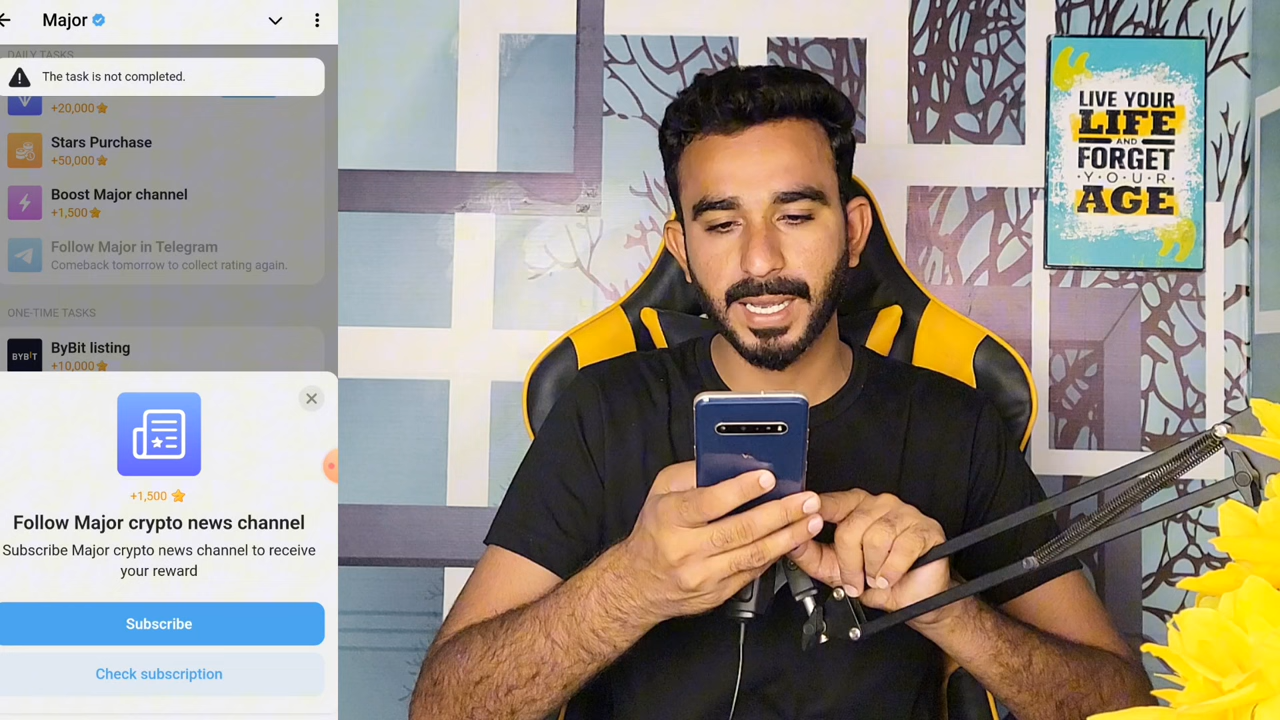 Major
DAILY TASKS
The task is not completed.
+20,000
Stars Purchase
+50,000
Boost Major channel
+1,500
Follow Major in Telegram
Comeback tomorrow to collect rating again.
ONE-TIME TASKS
BYBIT
ByBit listing
+10,000
+1,500
Follow Major crypto news channel
Subscribe Major crypto news channel to receive
your reward
Subscribe
Check subscription
LIVE YOUR
LIFE
AND
FORGET
Y·O·U·R
AGE